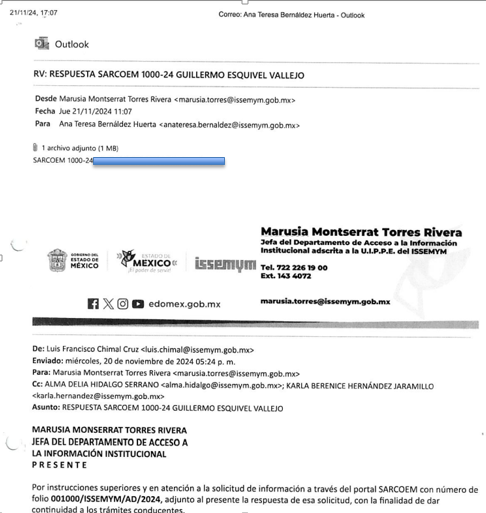 21/11/24, 17:07
Correo: Ana Teresa Bernáldez Huerta - Outlook
Outlook
RV: RESPUESTA SARCOEM 1000-24 GUILLERMO ESQUIVEL VALLEJO
Desde Marusia Montserrat Torres Rivera <marusia.torres@issemym.gob.mx>
Fecha Jue 21/11/2024 11:07
Para Ana Teresa Bernáldez Huerta <anateresa.bernaldez@issemym.gob.mx>
1 archivo adjunto (1 MB)
SARCOEM 1000-24
Marusia Montserrat Torres Rivera
Jefa del Departamento de Acceso a la Información
Institucional adscrita a la U.I.P.P.E. del ISSEMYM
GOBIERNO DEL
ESTADO DE
MÉXICO
ESTADO DE
MÉXICO
¡El poder de servir!
issemym
Tel. 722 226 19 00
Ext. 143 4072
edomex.gob.mx
marusia.torres@issemym.gob.mx
De: Luis Francisco Chimal Cruz <luis.chimal@issemym.gob.mx>
Enviado: miércoles, 20 de noviembre de 2024 05:24 p. m.
Para: Marusia Montserrat Torres Rivera <marusia.torres@issemym.gob.mx>
Cc: ALMA DELIA HIDALGO SERRANO <alma.hidalgo@issemym.gob.mx>; KARLA BERENICE HERNÁNDEZ JARAMILLO
<karla.hernandez@issemym.gob.mx>
Asunto: RESPUESTA SARCOEM 1000-24 GUILLERMO ESQUIVEL VALLEJO
MARUSIA MONSERRAT TORRES RIVERA
JEFA DEL DEPARTAMENTO DE ACCESO A
LA INFORMACIÓN INSTITUCIONAL
P R E S E N T E
Por instrucciones superiores y en atención a la solicitud de información a través del portal SARCOEM con número de
folio 001000/ISSEMYM/AD/2024, adjunto al presente la respuesta de esa solicitud, con la finalidad de dar
continuidad a los trámites conducentes.